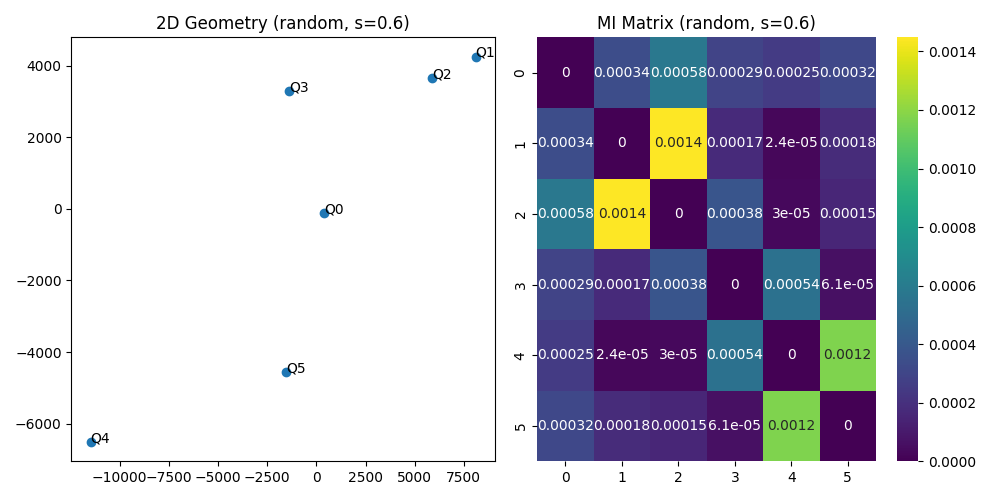 2D Geometry (random, s=0.6)
4000
2000
0
−2000
−4000
−6000
Q1
Q2
Q3
Q0
Q5
Q4
−10000 −7500 −5000 −2500 0 2500 5000 7500
MI Matrix (random, s=0.6)
0 0 0.00034 0.00058 0.00029 0.00025 0.00032
1 0.00034 0 0.0014 0.00017 2.4e-05 0.00018
2 0.00058 0.0014 0 0.00038 3e-05 0.00015
3 0.00029 0.00017 0.00038 0 0.00054 6.1e-05
4 0.00025 2.4e-05 3e-05 0.00054 0 0.0012
5 0.00032 0.00018 0.00015 6.1e-05 0.0012 0
0 1 2 3 4 5
0.0014
0.0012
0.0010
0.0008
0.0006
0.0004
0.0002
0.0000